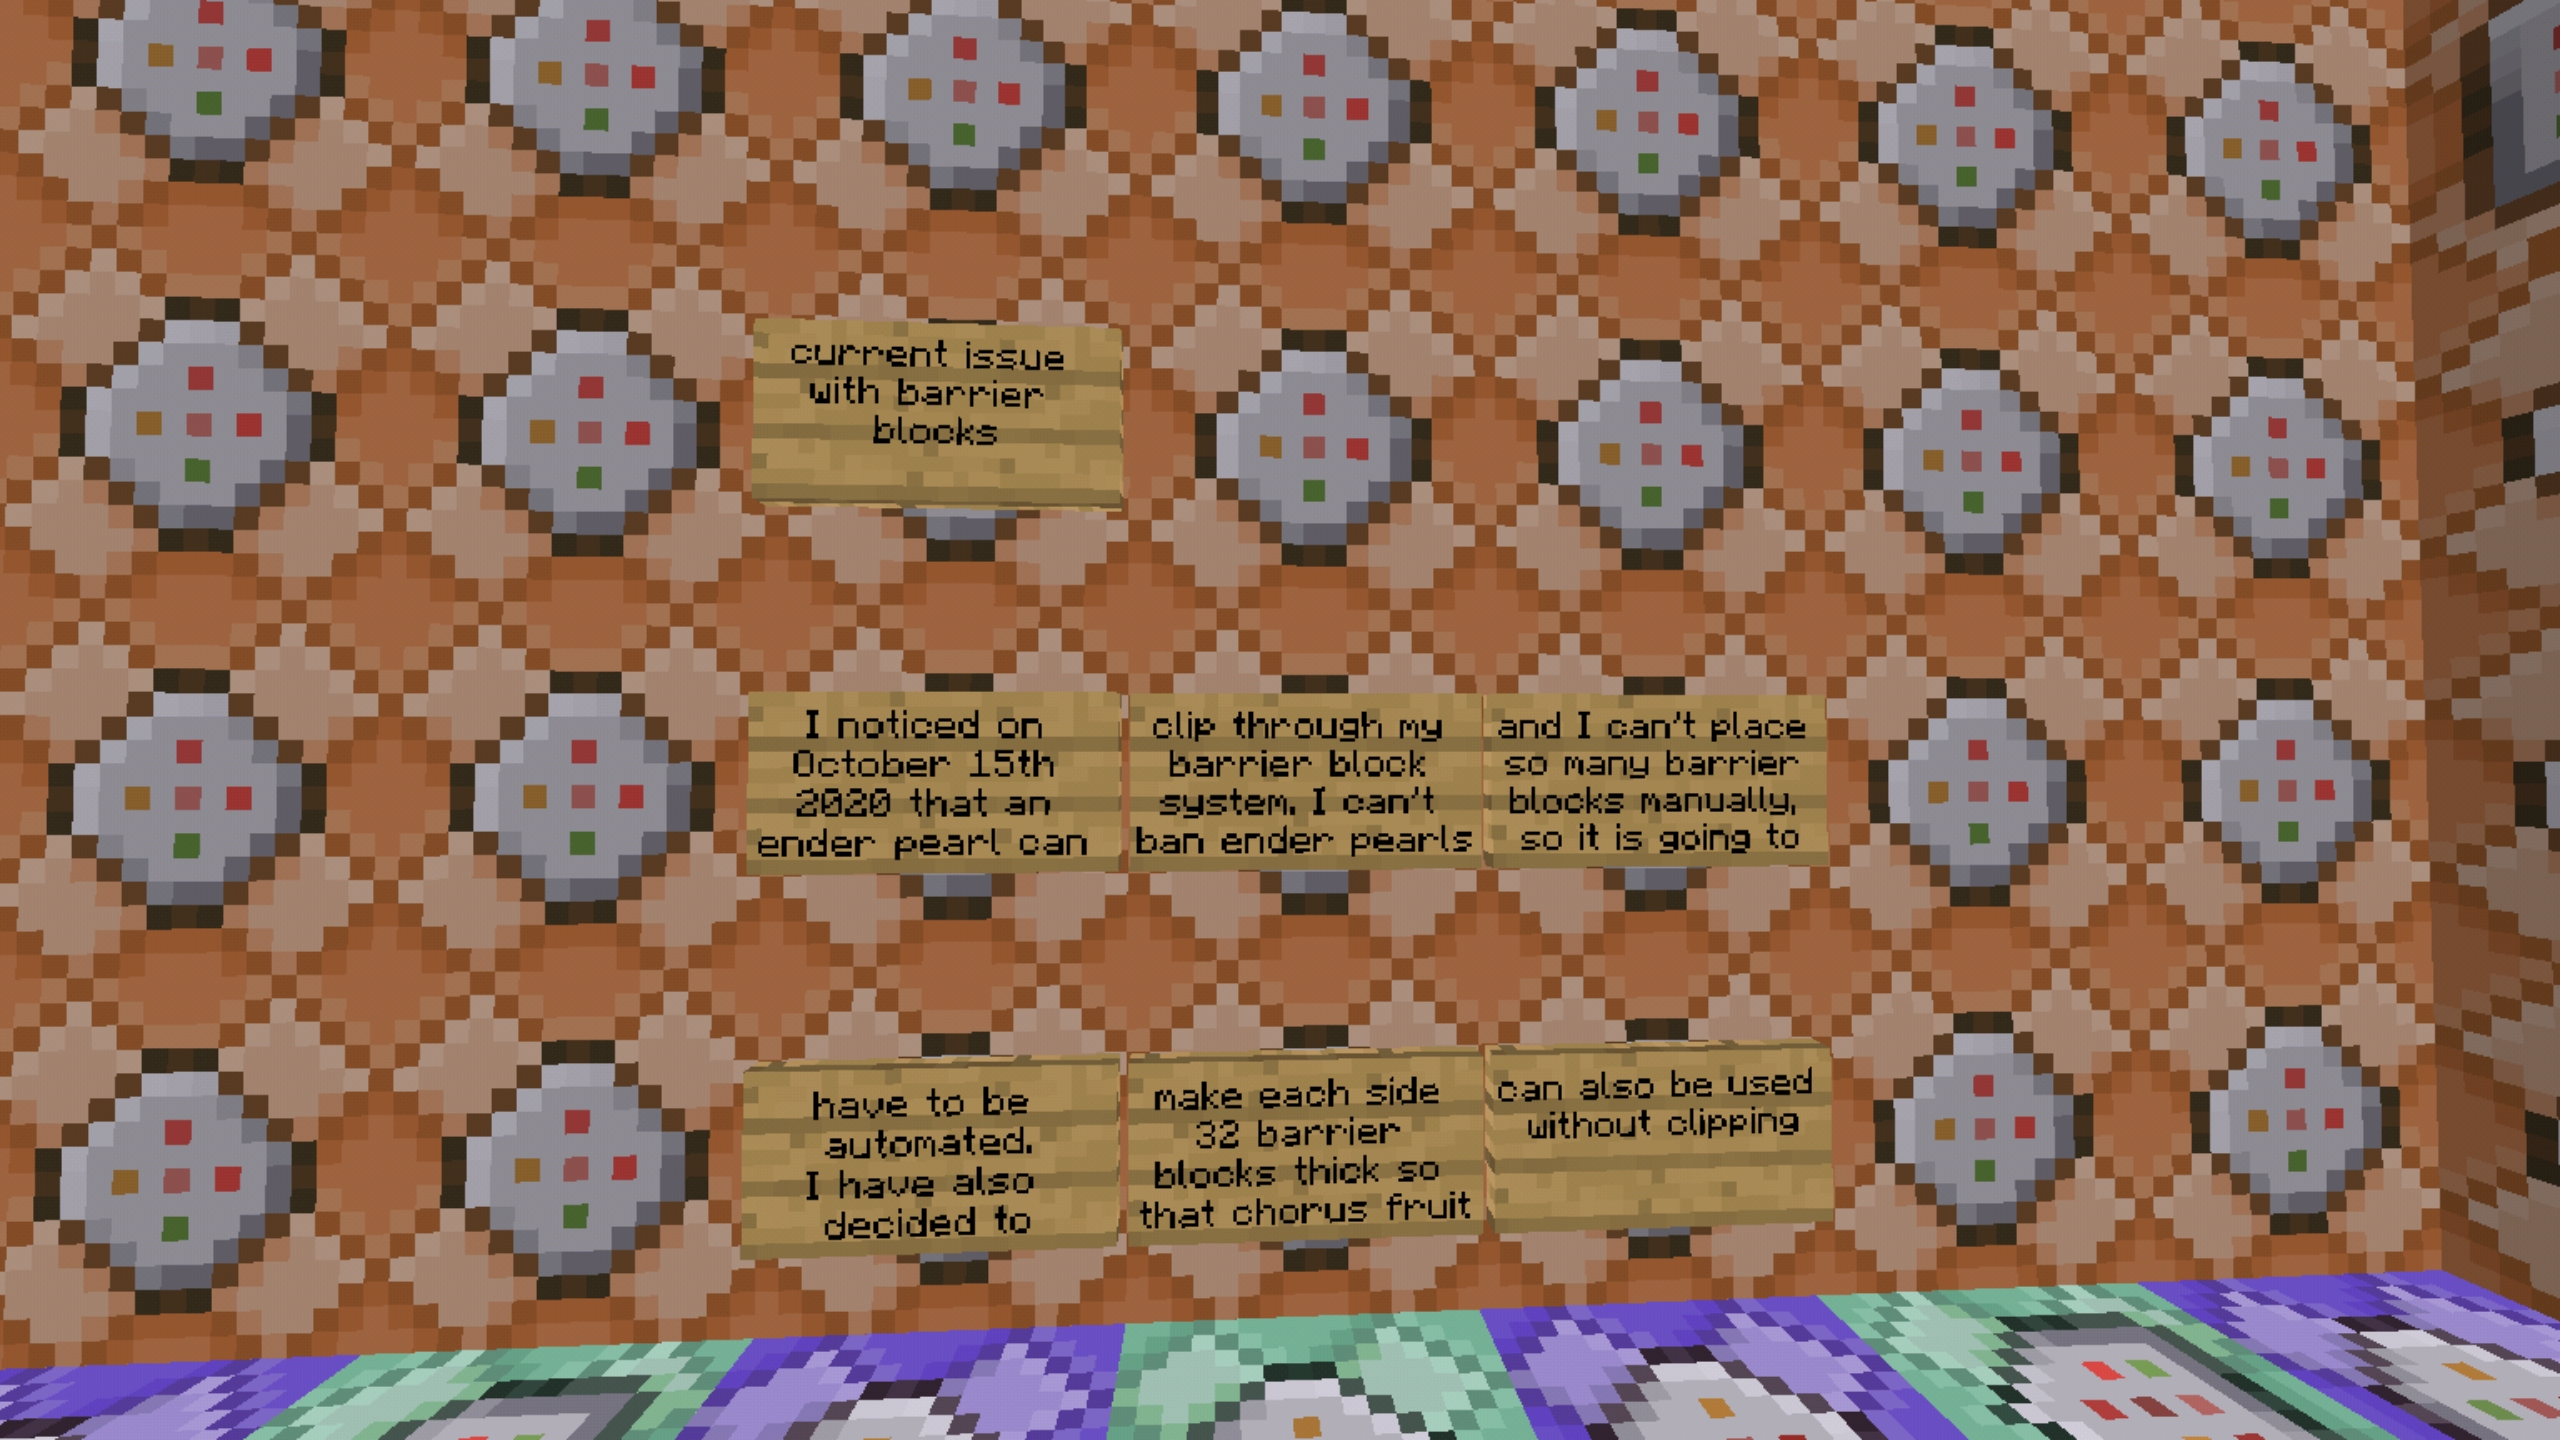 current issue
with barrier
blocks
I noticed on
October 15th
2020 that an
ender pearl can
clip through my
barrier block
system, I can't
ban ender pearls
and I can't place
so many barrier
blocks manually,
so it is going to
have to be
automated.
I have also
decided to
make each side
32 barrier
blocks thick so
that chorus fruit
can also be used
without clipping